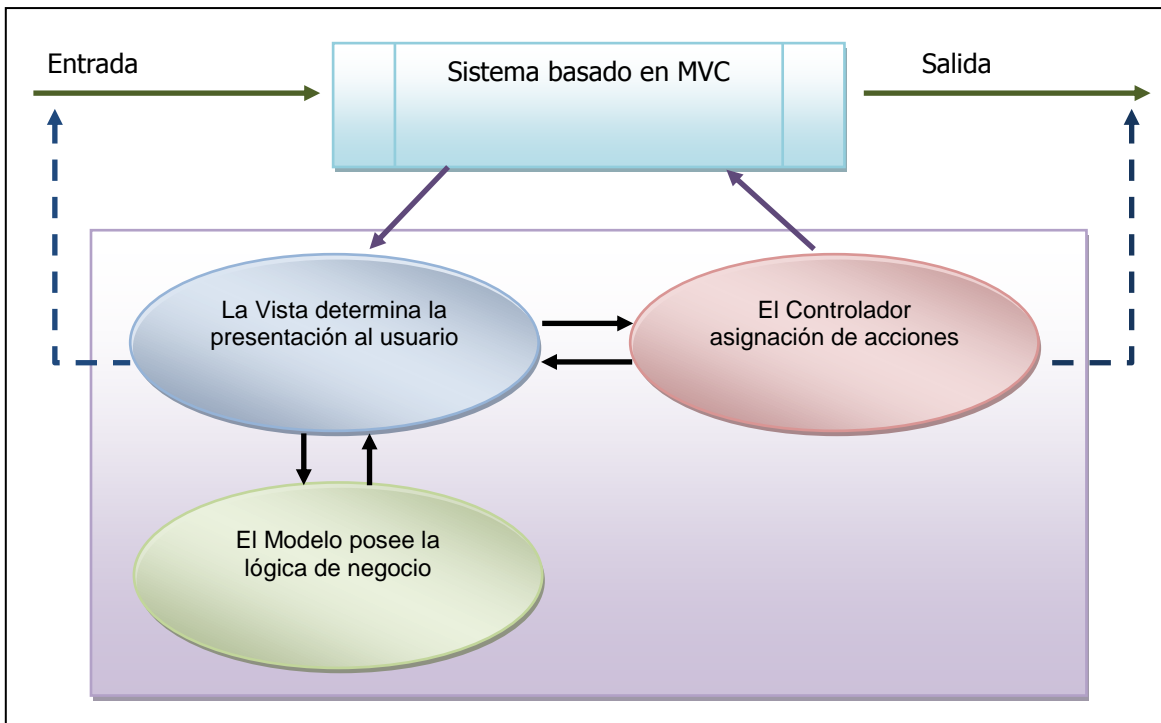 Entrada
Sistema basado en MVC
Salida
La Vista determina la
presentación al usuario
El Controlador
asignación de acciones
El Modelo posee la
lógica de negocio